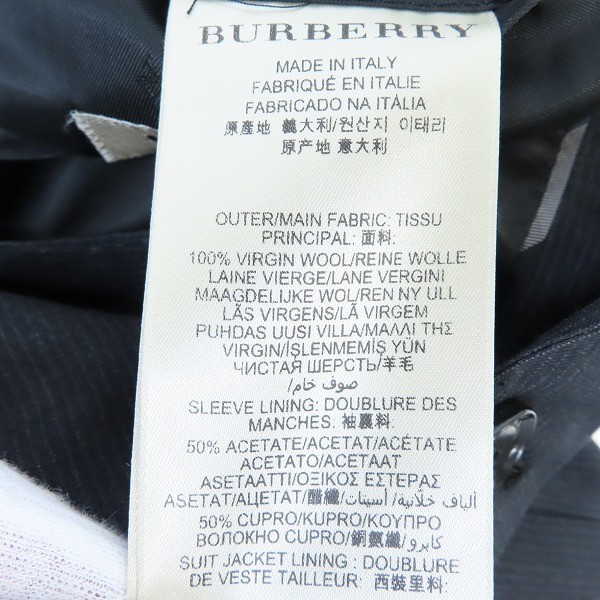 BURBERRY
MADE IN ITALY
FABRIQUÉ EN ITALIE
FABRICADO NA ITÁLIA
原產地 義大利/원산지 이태리
原产地 意大利
OUTER/MAIN FABRIC: TISSU
PRINCIPAL: 面料:
100% VIRGIN WOOL/REINE WOLLE
LAINE VIERGE/LANE VERGINI
MAAGDELIJKE WOL/REN NY ULL
LÃS VIRGENS/LÃ VIRGEM
PUHDAS UUSI VILLA/ΜΑΛΛΙ ΤΗΣ
VIRGIN/İŞLENMEMİŞ YÜN
ЧИСТАЯ ШЕРСТЬ/羊毛
/صوف خام
SLEEVE LINING: DOUBLURE DES
MANCHES: 袖裏料:
50% ACETATE/ACETAT/ACÉTATE
ACETATO/ACETAAT
ASETAATTI/ΟΞΙΚΟΣ ΕΣΤΕΡΑΣ
ASETAT/АЦЕТАТ/醋纖/ألياف خلاتية/أسيتات
50% CUPRO/KUPRO/ΚΟΥΠΡΟ
ВОЛОКНО CUPRO/銅氨纖/كابرو
SUIT JACKET LINING : DOUBLURE
DE VESTE TAILLEUR: 西裝里料: